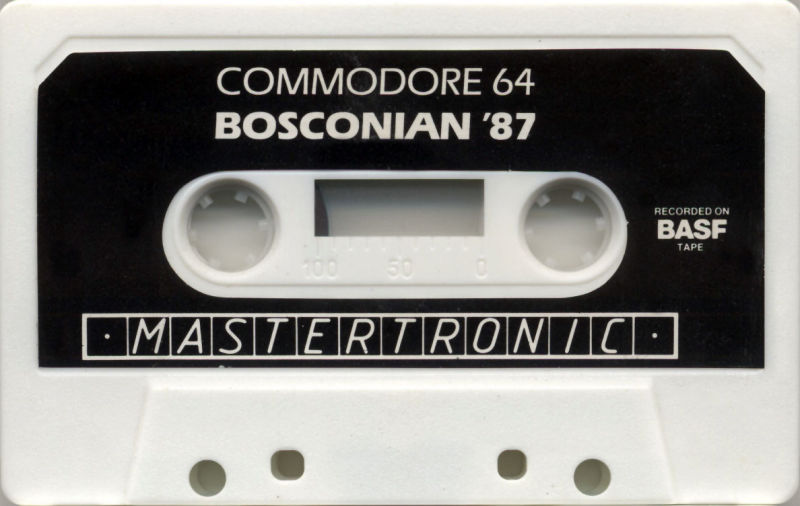 COMMODORE 64
BOSCONIAN '87
RECORDED ON
BASF
TAPE
100 50 0
· MASTERTRONIC ·